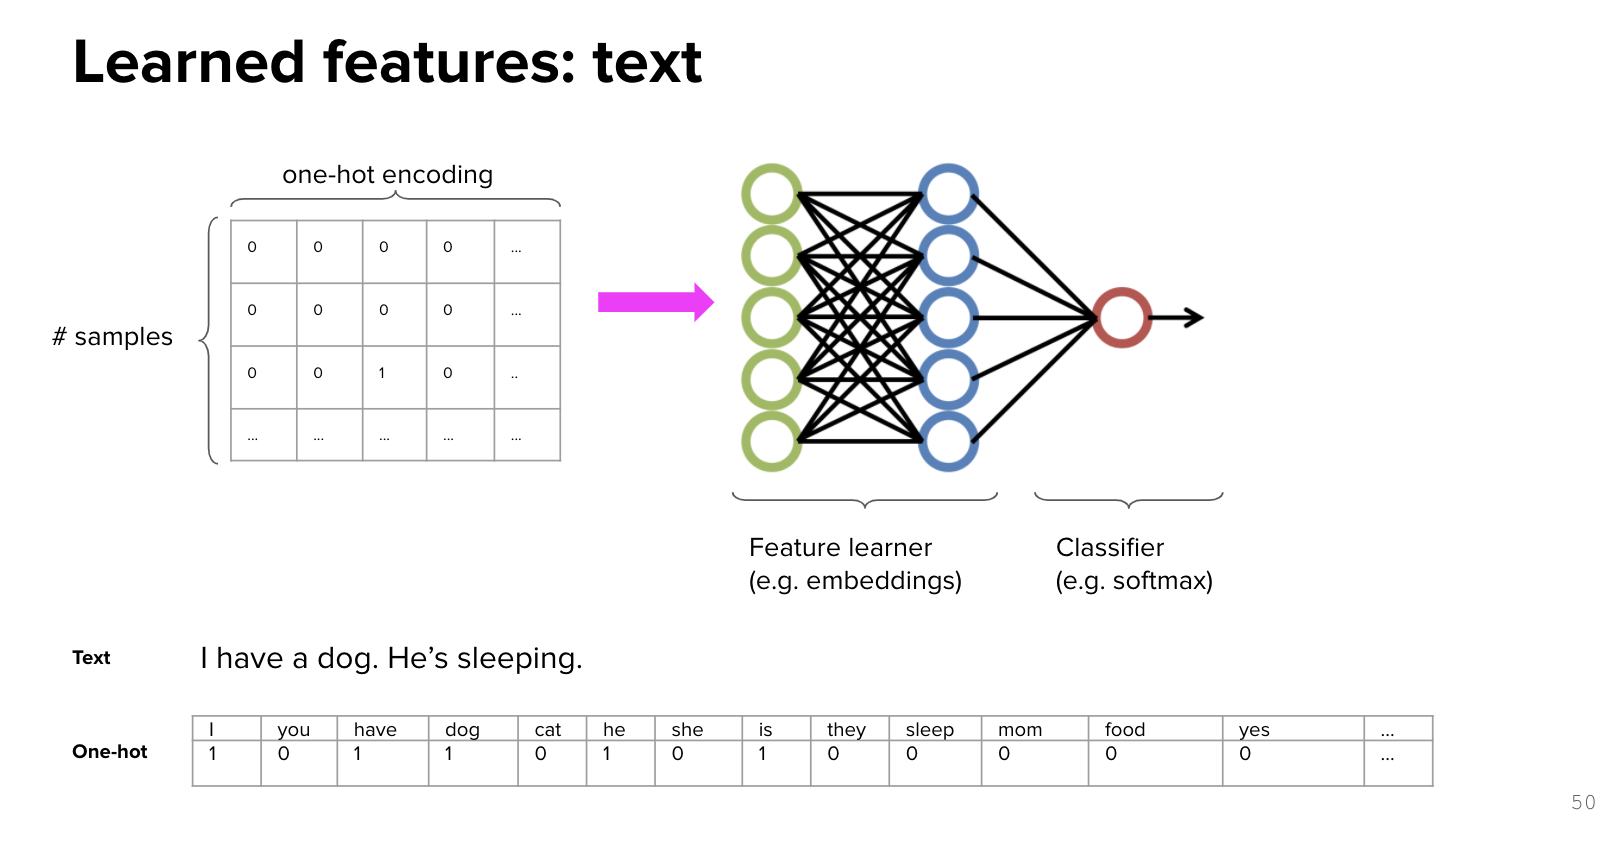 Learned features: text
one-hot encoding
# samples
0 0 0 0 ...
0 0 0 0 ...
0 0 1 0 ..
... ... ... ... ...
Feature learner
(e.g. embeddings)
Classifier
(e.g. softmax)
Text I have a dog. He’s sleeping.
I you have dog cat he she is they sleep mom food yes ...
One-hot 1 0 1 1 0 1 0 1 0 0 0 0 0 ...
50